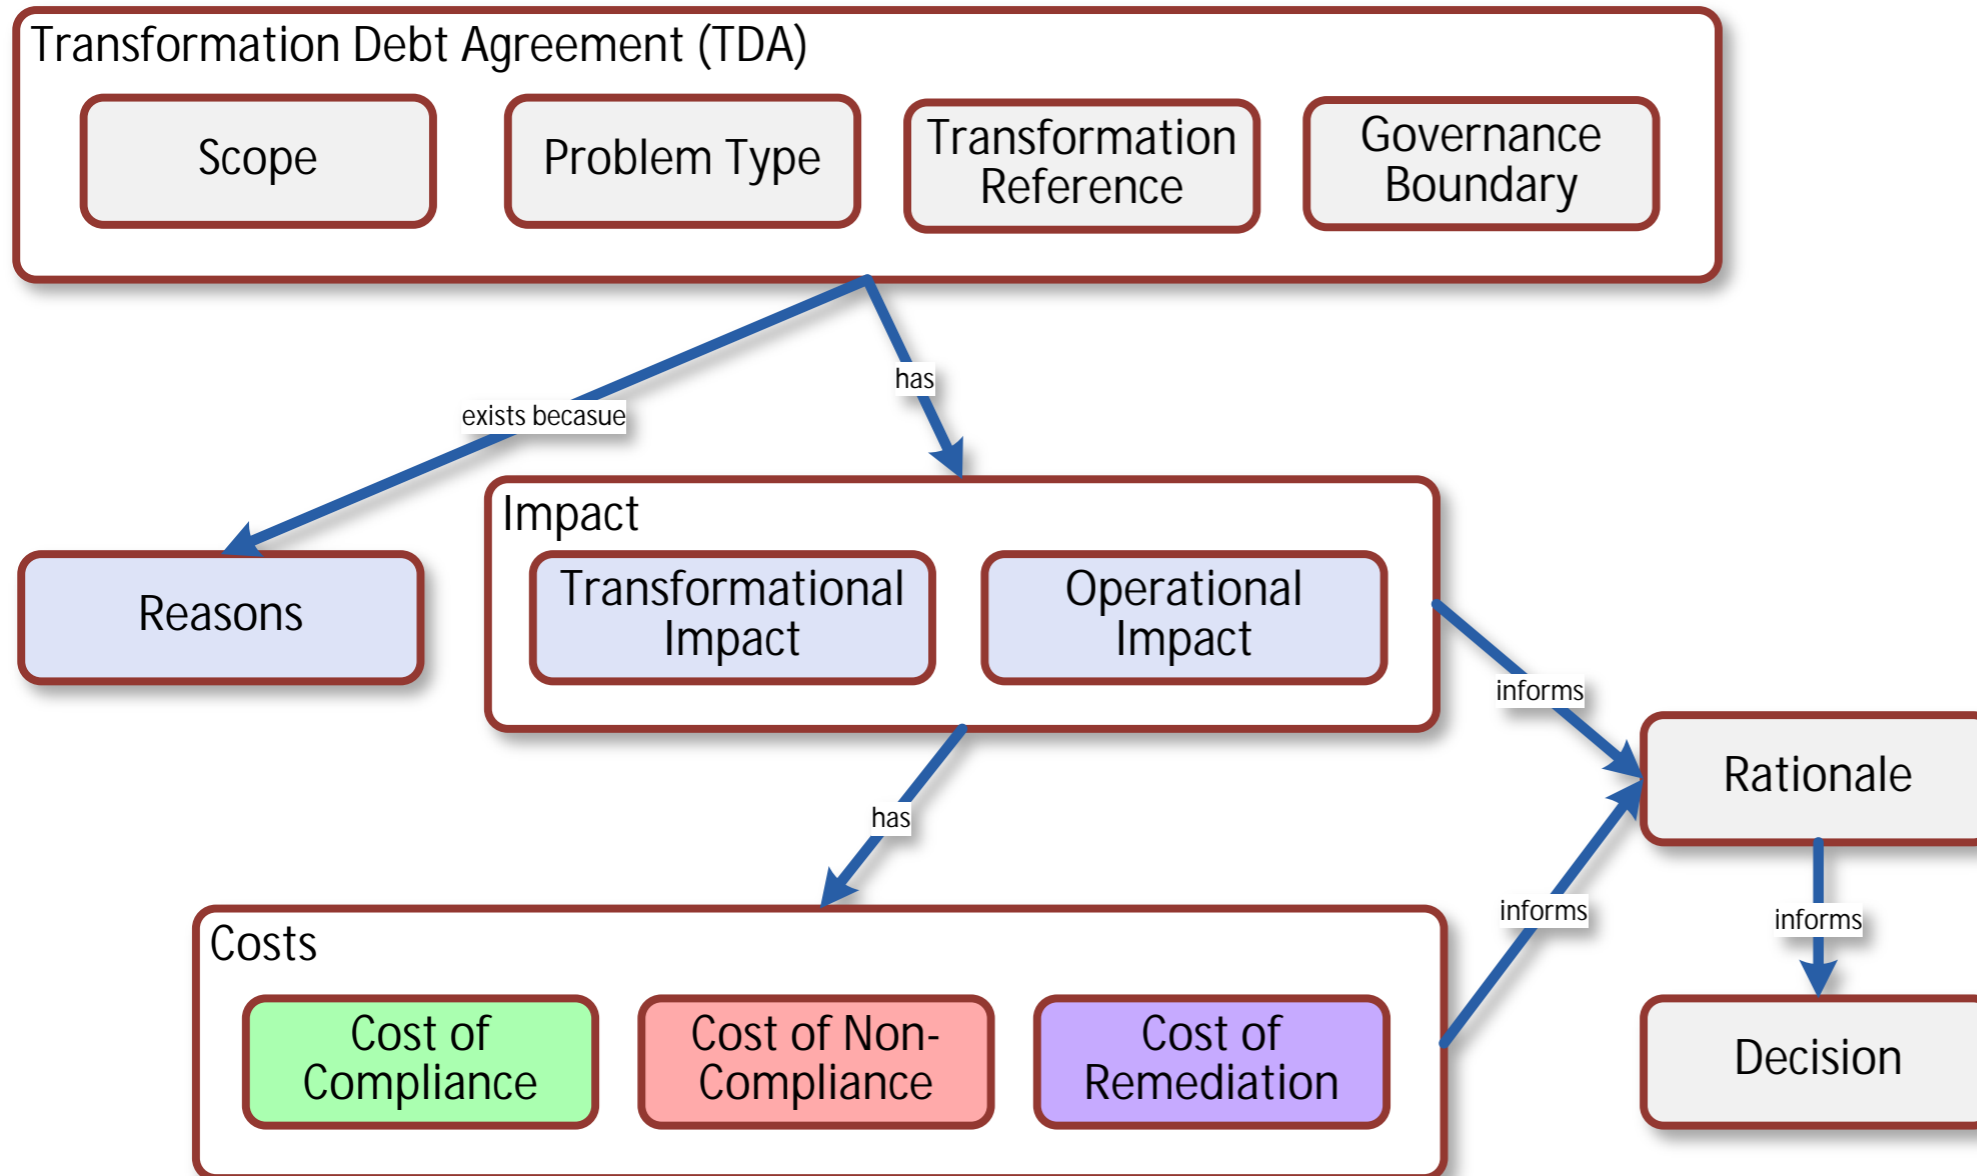 Transformation Debt Agreement (TDA)
Scope
Problem Type
Transformation
Reference
Governance
Boundary
exists becasue
has
Impact
Reasons
Transformational
Impact
Operational
Impact
informs
Rationale
has
informs
informs
Costs
Cost of
Compliance
Cost of Non-
Compliance
Cost of
Remediation
Decision